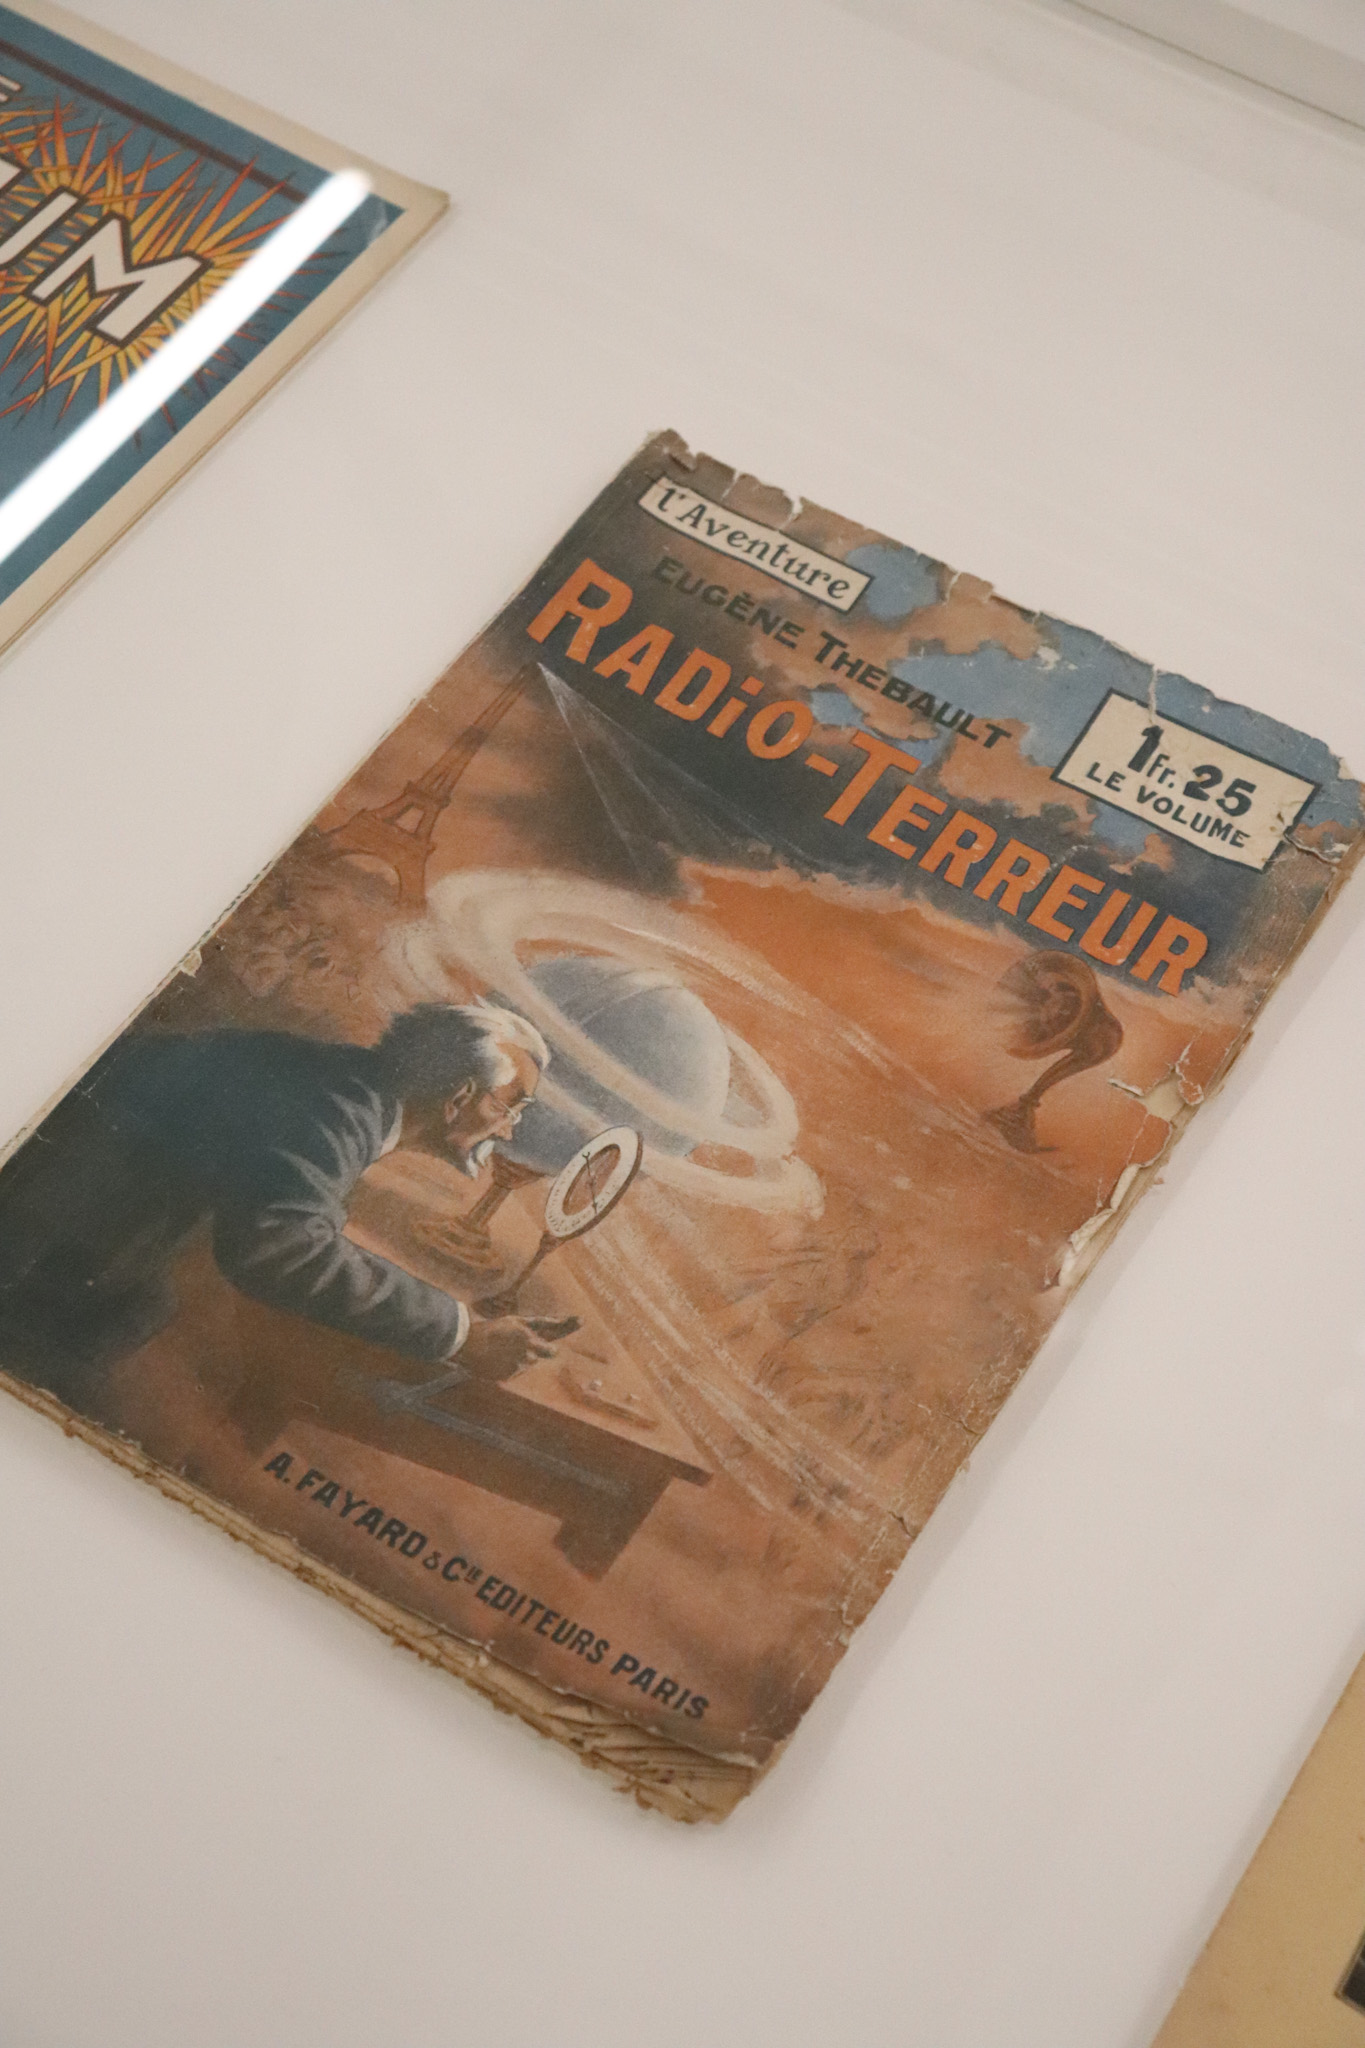 l'Aventure
EUGÈNE THEBAULT
RADiO-TERREUR
1Fr. 25
LE VOLUME
A. FAYARD & Cie EDITEURS PARIS